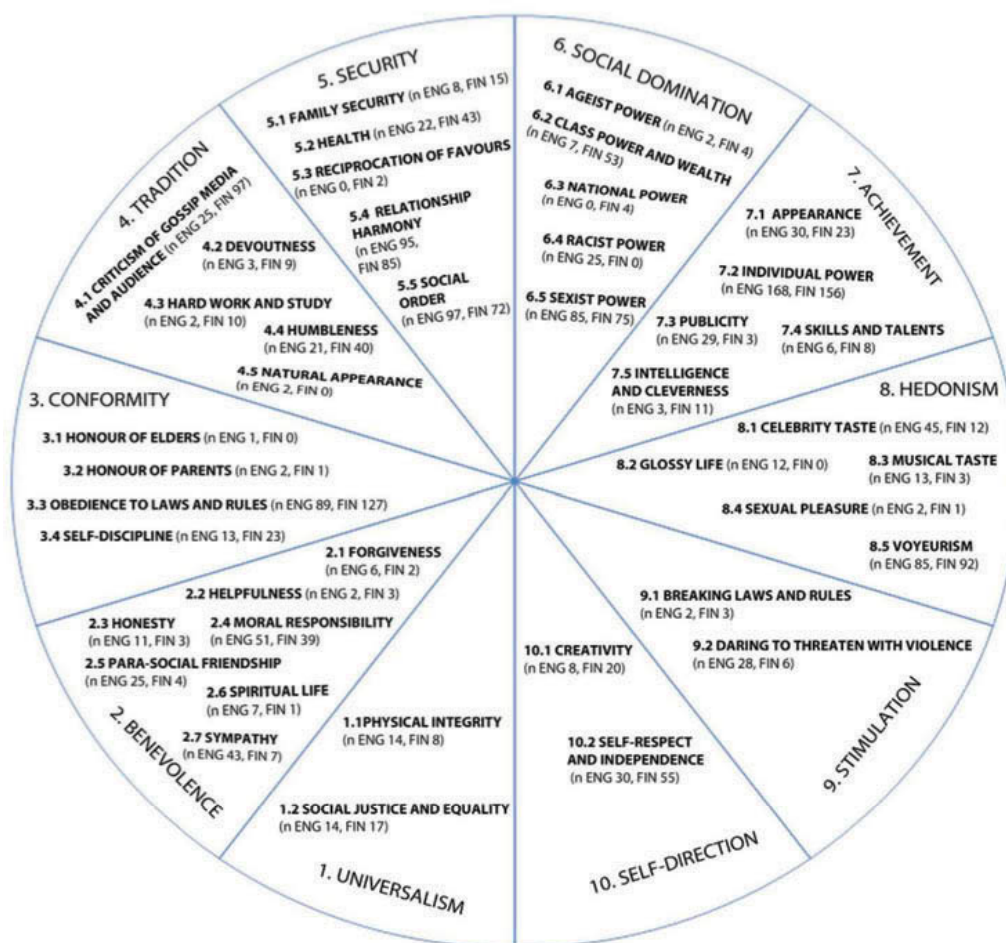 5. SECURITY
5.1 FAMILY SECURITY (n ENG 8, FIN 15)
5.2 HEALTH (n ENG 22, FIN 43)
5.3 RECIPROCATION OF FAVOURS
(n ENG 0, FIN 2)
5.4 RELATIONSHIP
HARMONY
(n ENG 95,
FIN 85)
5.5 SOCIAL
ORDER
(n ENG 97, FIN 72)
6. SOCIAL DOMINATION
6.1 AGEIST POWER (n ENG 2, FIN 4)
6.2 CLASS POWER AND WEALTH
(n ENG 7, FIN 53)
6.3 NATIONAL POWER
(n ENG 0, FIN 4)
6.4 RACIST POWER
(n ENG 25, FIN 0)
6.5 SEXIST POWER
(n ENG 85, FIN 75)
4. TRADITION
4.1 CRITICISM OF GOSSIP MEDIA
AND AUDIENCE (n ENG 25, FIN 97)
4.2 DEVOUTNESS
(n ENG 3, FIN 9)
4.3 HARD WORK AND STUDY
(n ENG 2, FIN 10)
4.4 HUMBLENESS
(n ENG 21, FIN 40)
4.5 NATURAL APPEARANCE
(n ENG 2, FIN 0)
7. ACHIEVEMENT
7.1 APPEARANCE
(n ENG 30, FIN 23)
7.2 INDIVIDUAL POWER
(n ENG 168, FIN 156)
7.3 PUBLICITY
(n ENG 29, FIN 3)
7.4 SKILLS AND TALENTS
(n ENG 6, FIN 8)
7.5 INTELLIGENCE
AND CLEVERNESS
(n ENG 3, FIN 11)
3. CONFORMITY
3.1 HONOUR OF ELDERS (n ENG 1, FIN 0)
3.2 HONOUR OF PARENTS (n ENG 2, FIN 1)
3.3 OBEDIENCE TO LAWS AND RULES (n ENG 89, FIN 127)
3.4 SELF-DISCIPLINE (n ENG 13, FIN 23)
8. HEDONISM
8.1 CELEBRITY TASTE (n ENG 45, FIN 12)
8.2 GLOSSY LIFE (n ENG 12, FIN 0)
8.3 MUSICAL TASTE
(n ENG 13, FIN 3)
8.4 SEXUAL PLEASURE (n ENG 2, FIN 1)
8.5 VOYEURISM
(n ENG 85, FIN 92)
2.1 FORGIVENESS
(n ENG 6, FIN 2)
2.2 HELPFULNESS (n ENG 2, FIN 3)
2.3 HONESTY
(n ENG 11, FIN 3)
2.4 MORAL RESPONSIBILITY
(n ENG 51, FIN 39)
2.5 PARA-SOCIAL FRIENDSHIP
(n ENG 25, FIN 4)
2.6 SPIRITUAL LIFE
(n ENG 7, FIN 1)
2.7 SYMPATHY
(n ENG 43, FIN 7)
2. BENEVOLENCE
9.1 BREAKING LAWS AND RULES
(n ENG 2, FIN 3)
9.2 DARING TO THREATEN WITH VIOLENCE
(n ENG 28, FIN 6)
9. STIMULATION
1.1PHYSICAL INTEGRITY
(n ENG 14, FIN 8)
1.2 SOCIAL JUSTICE AND EQUALITY
(n ENG 14, FIN 17)
1. UNIVERSALISM
10.1 CREATIVITY
(n ENG 8, FIN 20)
10.2 SELF-RESPECT
AND INDEPENDENCE
(n ENG 30, FIN 55)
10. SELF-DIRECTION